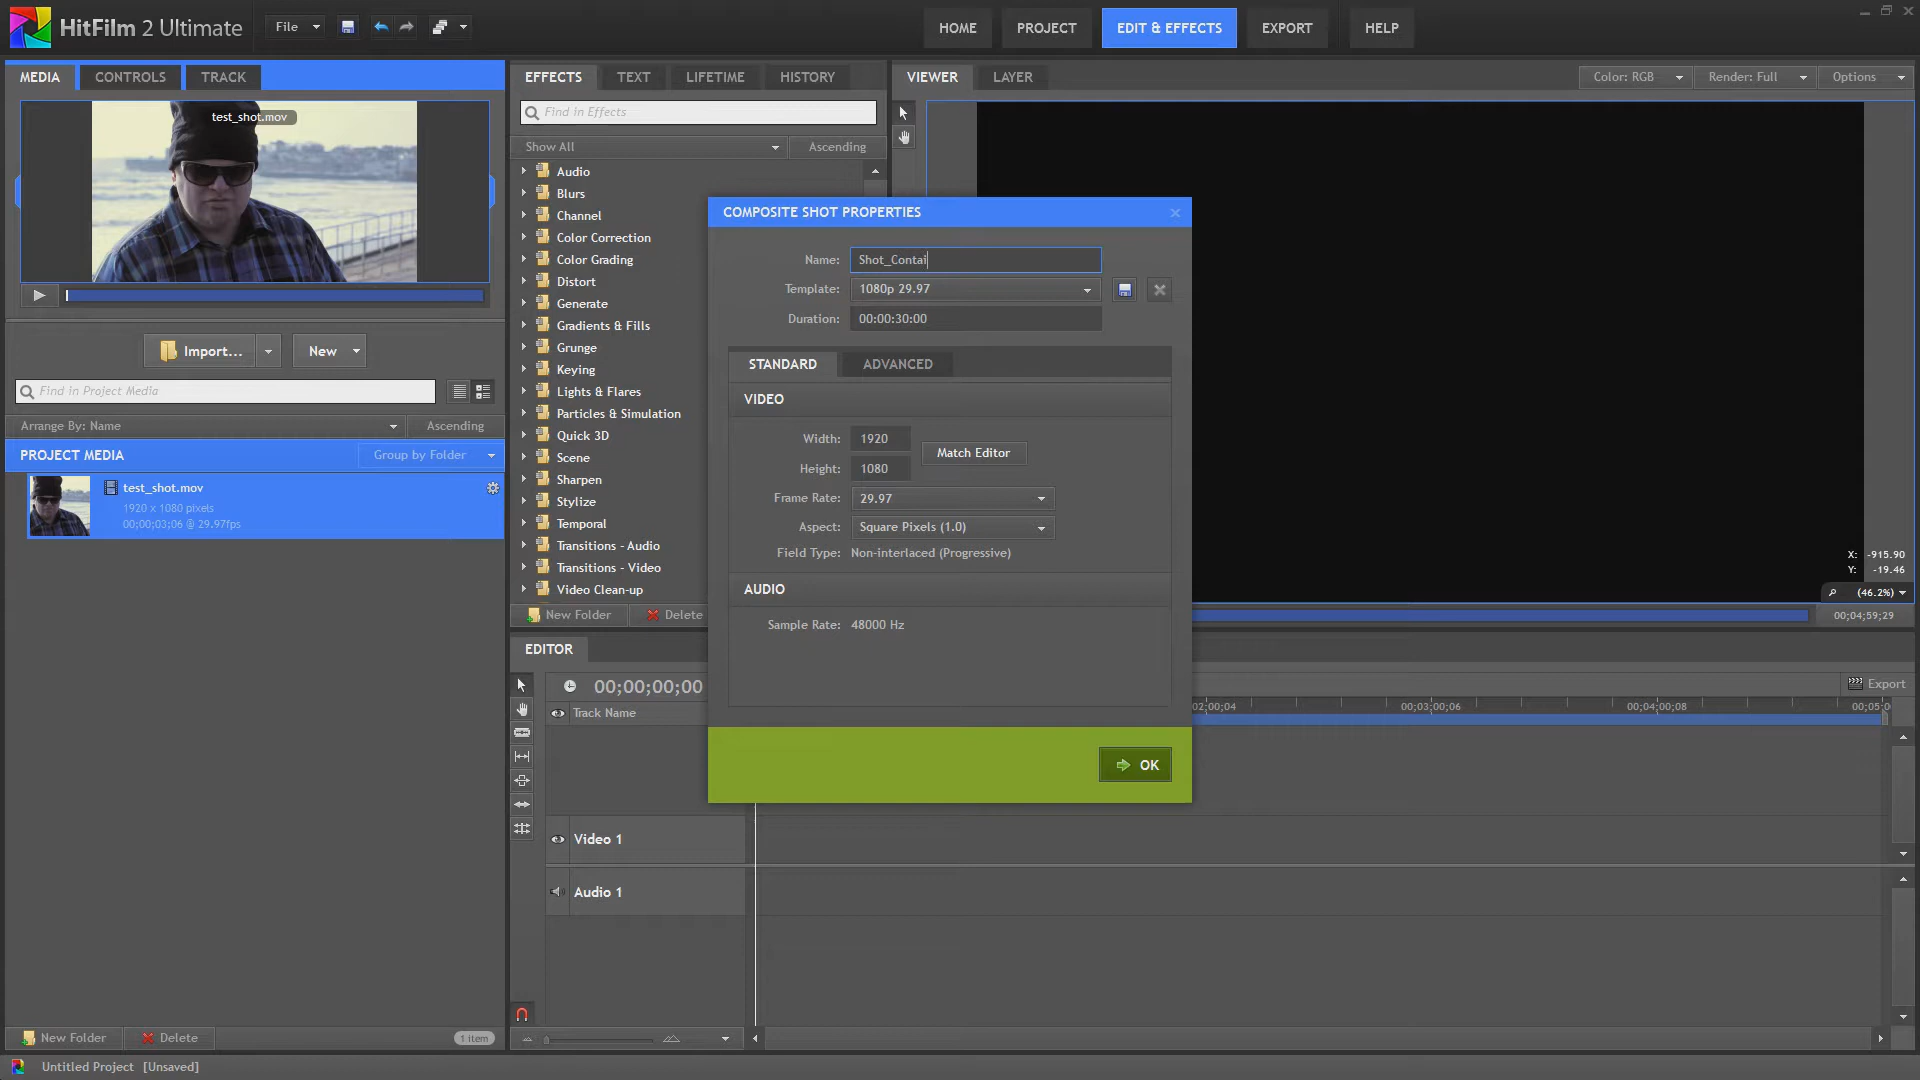 HitFilm 2 Ultimate
File
HOME
PROJECT
EDIT & EFFECTS
EXPORT
HELP
MEDIA
CONTROLS
TRACK
test_shot.mov
Import...
New
Find in Project Media
Arrange By: Name
Ascending
PROJECT MEDIA
Group by Folder
test_shot.mov
1920 x 1080 pixels
00;00;03;06 @ 29.97fps
New Folder
Delete
1 Item
EFFECTS
TEXT
LIFETIME
HISTORY
Find in Effects
Show All
Ascending
Audio
Blurs
Channel
Color Correction
Color Grading
Distort
Generate
Gradients & Fills
Grunge
Keying
Lights & Flares
Particles & Simulation
Quick 3D
Scene
Sharpen
Stylize
Temporal
Transitions - Audio
Transitions - Video
Video Clean-up
New Folder
Delete
VIEWER
LAYER
Color: RGB
Render: Full
Options
X: -915.90
Y: -19.46
(46.2%)
00;04;59;29
COMPOSITE SHOT PROPERTIES
Name: Shot_Contai
Template: 1080p 29.97
Duration: 00:00:30:00
STANDARD
ADVANCED
VIDEO
Width: 1920
Match Editor
Height: 1080
Frame Rate: 29.97
Aspect: Square Pixels (1.0)
Field Type: Non-interlaced (Progressive)
AUDIO
Sample Rate: 48000 Hz
OK
EDITOR
00;00;00;00
Export
Track Name
02;00;04
00;03;00;06
00;04;00;08
00;05;0
Video 1
Audio 1
Untitled Project [Unsaved]